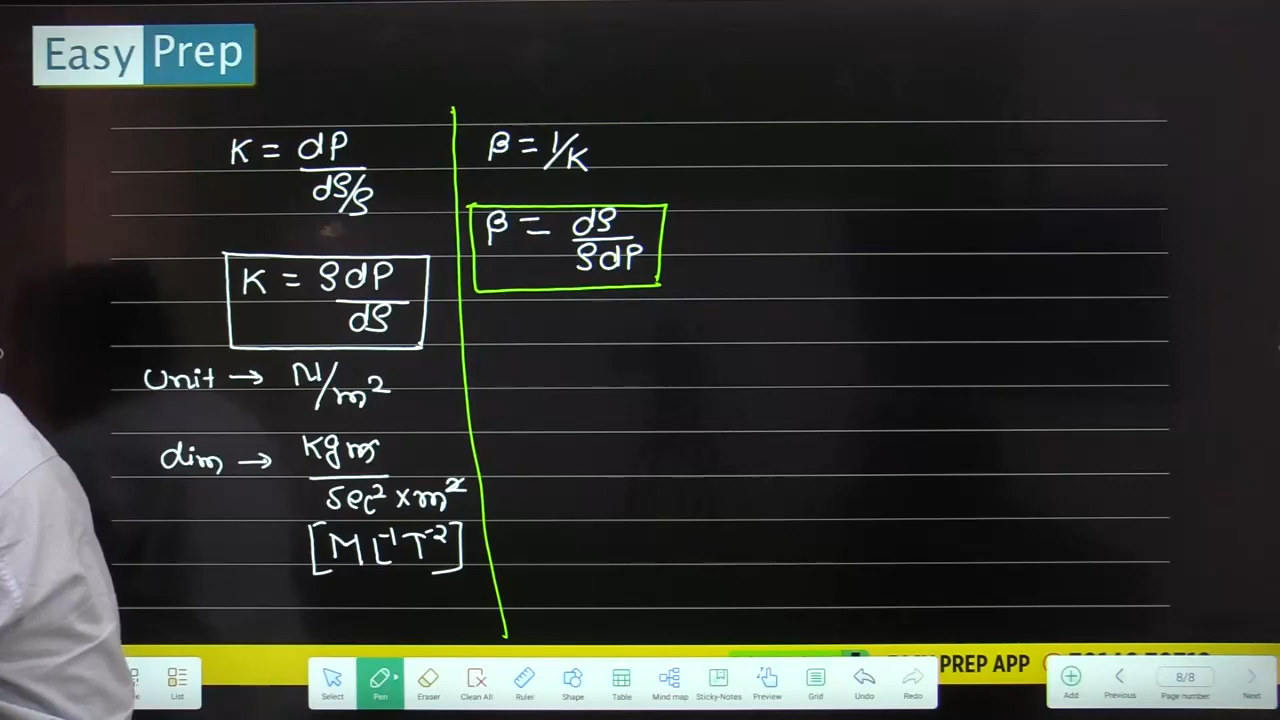 Easy Prep
K = dP
dρ/ρ
K = ρdP
dρ
Unit → N/m²
dim → kg m
sec² × m²
[M L⁻¹ T⁻²]
β = 1/K
β = dρ
ρdP
PREP APP
List
Select
Pen
Eraser
Clean All
Ruler
Shape
Table
Mind map
Sticky-Notes
Preview
Grid
Undo
Redo
Add
Previous
8/8
Page number
Next